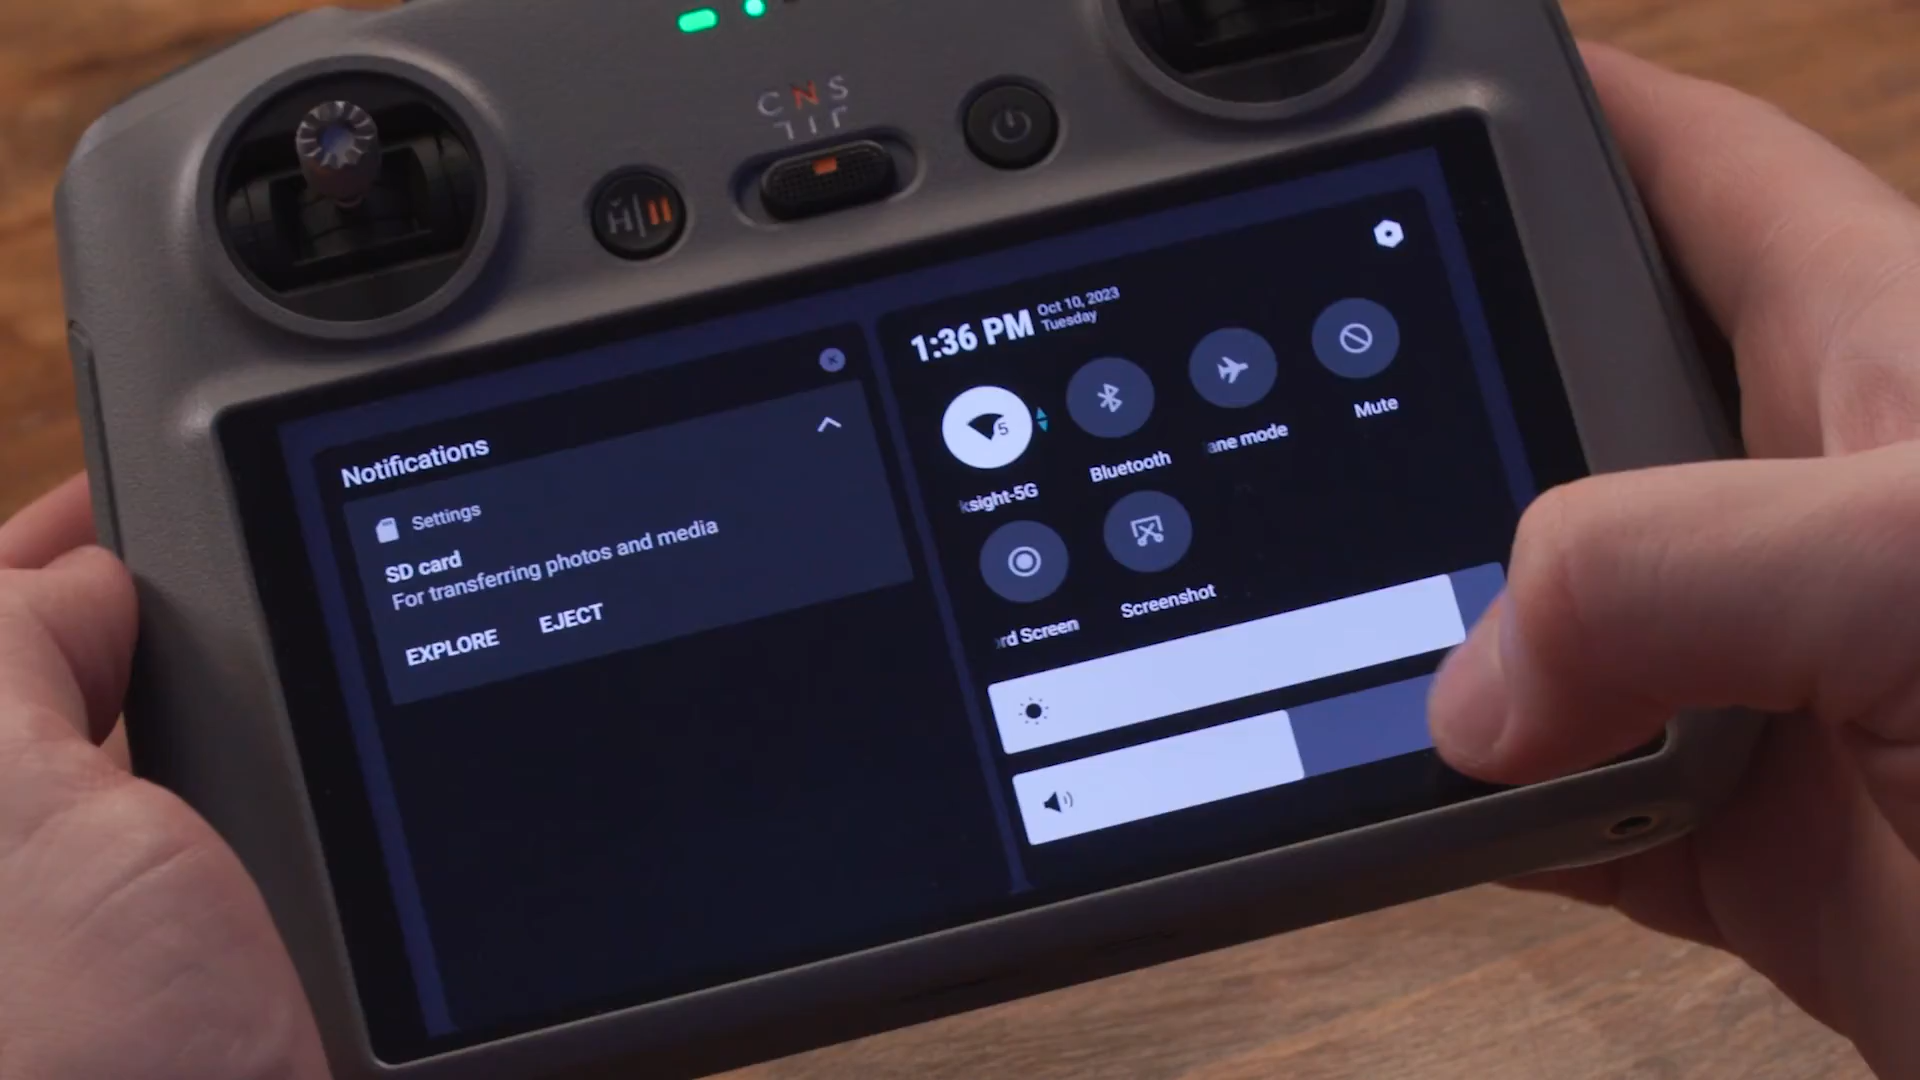 C N S
H
1:36 PM
Oct 10, 2023
Tuesday
Notifications
Settings
SD card
For transferring photos and media
EXPLORE EJECT
5
ksight-5G
Bluetooth
ane mode
Mute
rd Screen
Screenshot